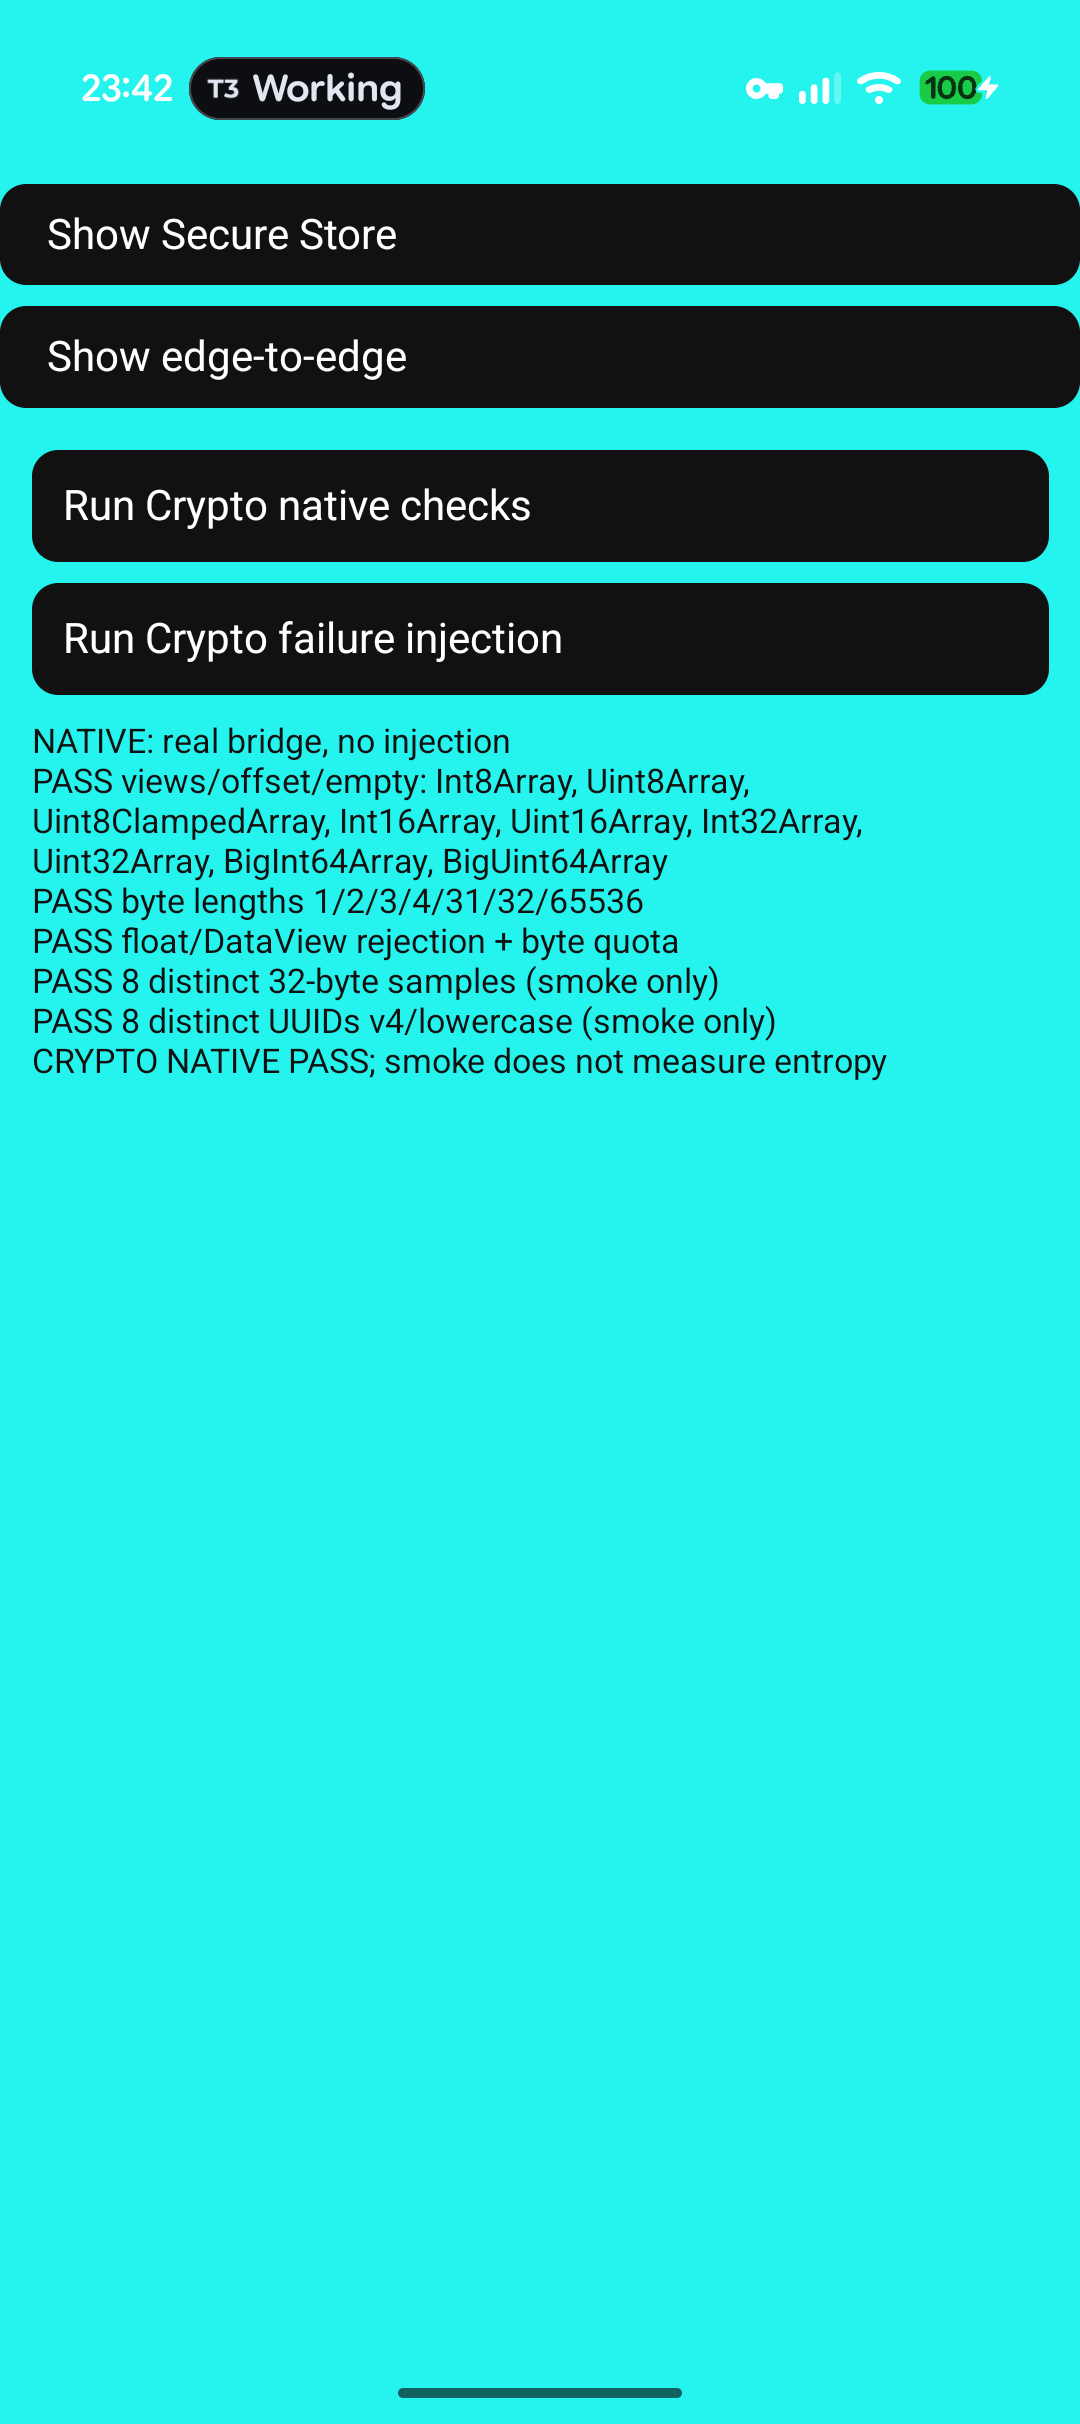 23:42 T3 Working 100
Show Secure Store
Show edge-to-edge
Run Crypto native checks
Run Crypto failure injection
NATIVE: real bridge, no injection
PASS views/offset/empty: Int8Array, Uint8Array,
Uint8ClampedArray, Int16Array, Uint16Array, Int32Array,
Uint32Array, BigInt64Array, BigUint64Array
PASS byte lengths 1/2/3/4/31/32/65536
PASS float/DataView rejection + byte quota
PASS 8 distinct 32-byte samples (smoke only)
PASS 8 distinct UUIDs v4/lowercase (smoke only)
CRYPTO NATIVE PASS; smoke does not measure entropy